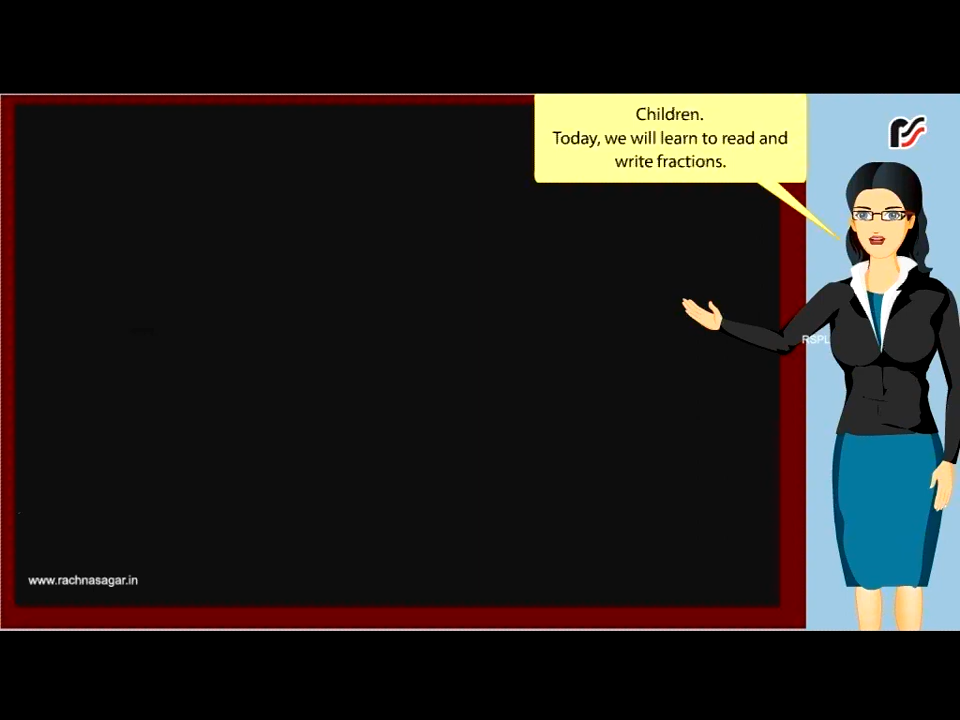 Children.
Today, we will learn to read and
write fractions.
RSPL
www.rachnasagar.in